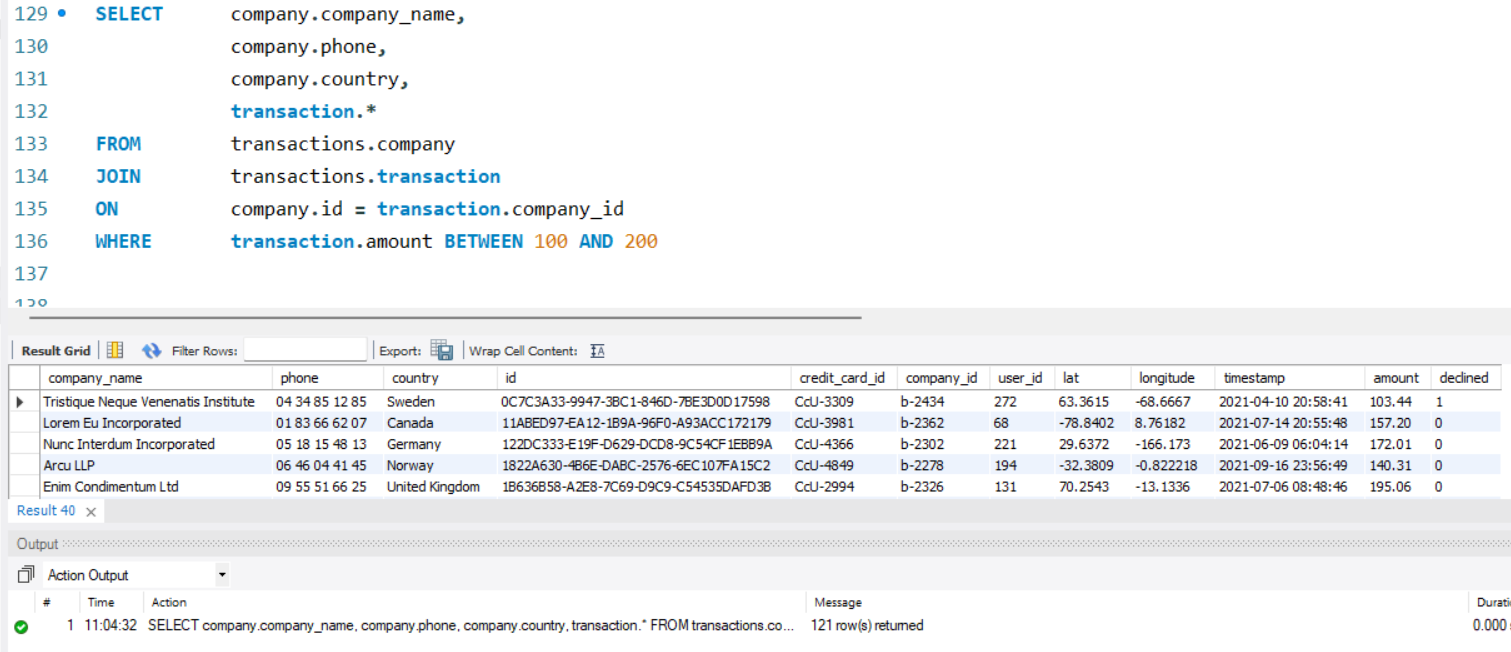 129 SELECT company.company_name,
130 company.phone,
131 company.country,
132 transaction.*
133 FROM transactions.company
134 JOIN transactions.transaction
135 ON company.id = transaction.company_id
136 WHERE transaction.amount BETWEEN 100 AND 200
137
138
Result Grid Filter Rows: Export: Wrap Cell Content: IA
company_name phone country id credit_card_id company_id user_id lat longitude timestamp amount declined
Tristique Neque Venenatis Institute 04 34 85 12 85 Sweden 0C7C3A33-9947-3BC1-846D-7BE3D0D17598 CcU-3309 b-2434 272 63.3615 -68.6667 2021-04-10 20:58:41 103.44 1
Lorem Eu Incorporated 01 83 66 62 07 Canada 11ABED97-EA12-1B9A-96F0-A93ACC172179 CcU-3981 b-2362 68 -78.8402 8.76182 2021-07-14 20:55:48 157.20 0
Nunc Interdum Incorporated 05 18 15 48 13 Germany 122DC333-E19F-D629-DCD8-9C54CF1EBB9A CcU-4366 b-2302 221 29.6372 -166.173 2021-06-09 06:04:14 172.01 0
Arcu LLP 06 46 04 41 45 Norway 1822A630-4B6E-DABC-2576-6EC107FA15C2 CcU-4849 b-2278 194 -32.3809 -0.822218 2021-09-16 23:56:49 140.31 0
Enim Condimentum Ltd 09 55 51 66 25 United Kingdom 1B636B58-A2E8-7C69-D9C9-C54535DAFD3B CcU-2994 b-2326 131 70.2543 -13.1336 2021-07-06 08:48:46 195.06 0
Result 40
Output
Action Output
# Time Action Message Durati
1 11:04:32 SELECT company.company_name, company.phone, company.country, transaction.* FROM transactions.co... 121 row(s) returned 0.000